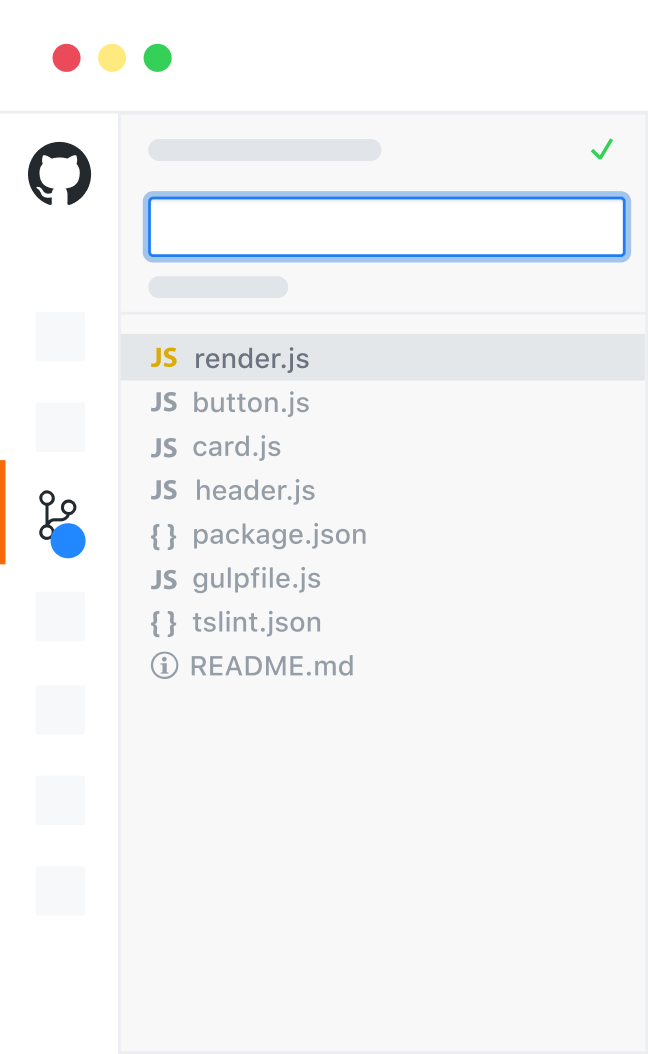 JS render.js
JS button.js
JS card.js
JS header.js
{ } package.json
JS gulpfile.js
{ } tslint.json
i README.md